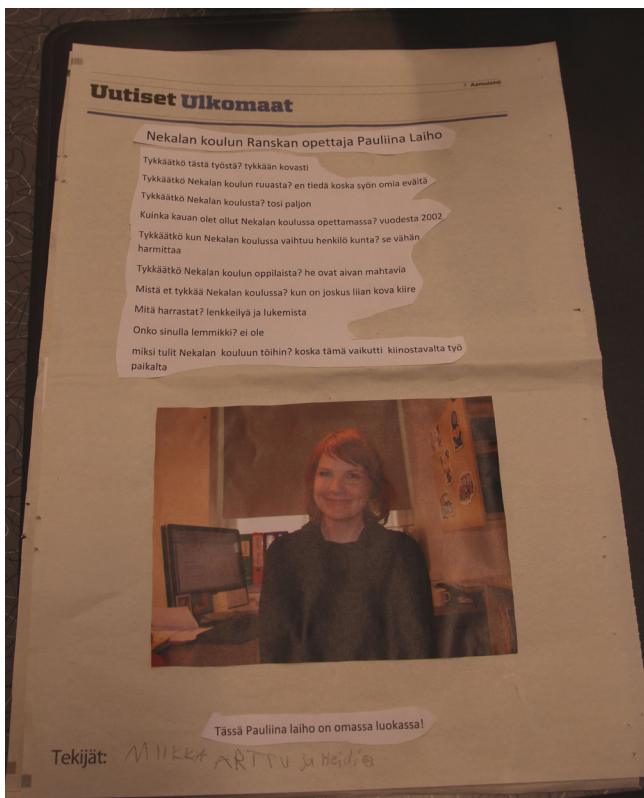 7 Aamulehti
Uutiset Ulkomaat
Nekalan koulun Ranskan opettaja Pauliina Laiho
Tykkäätkö tästä työstä? tykkään kovasti
Tykkäätkö Nekalan koulun ruuasta? en tiedä koska syön omia eväitä
Tykkäätkö Nekalan koulusta? tosi paljon
Kuinka kauan olet ollut Nekalan koulussa opettamassa? vuodesta 2002
Tykkäätkö kun Nekalan koulussa vaihtuu henkilö kunta? se vähän
harmittaa
Tykkäätkö Nekalan koulun oppilaista? he ovat aivan mahtavia
Mistä et tykkää Nekalan koulussa? kun on joskus liian kova kiire
Mitä harrastat? lenkkeilyä ja lukemista
Onko sinulla lemmikki? ei ole
miksi tulit Nekalan kouluun töihin? koska tämä vaikutti kiinostavalta työ
paikalta
Tässä Pauliina laiho on omassa luokassa!
Tekijät: MIIKKA ARTTU ja Heidi